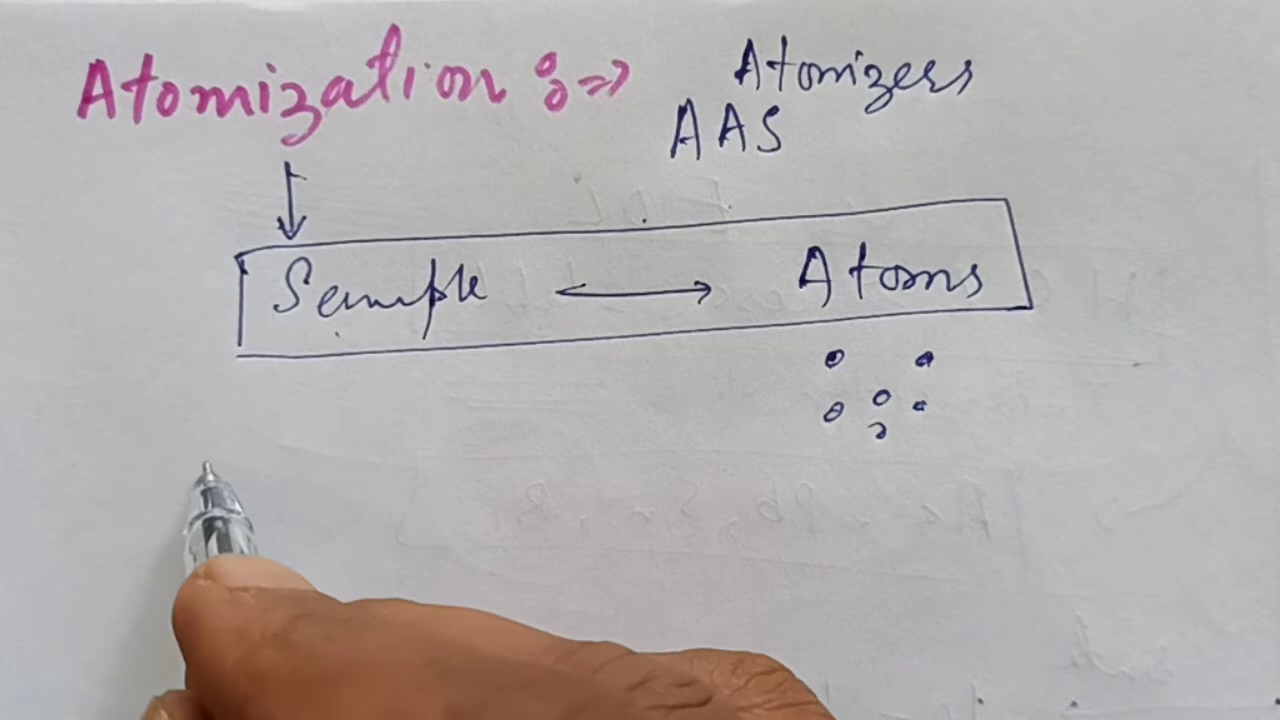 Atomization :⇒ Atomizers
AAS
↓
Sample ⟷ Atoms